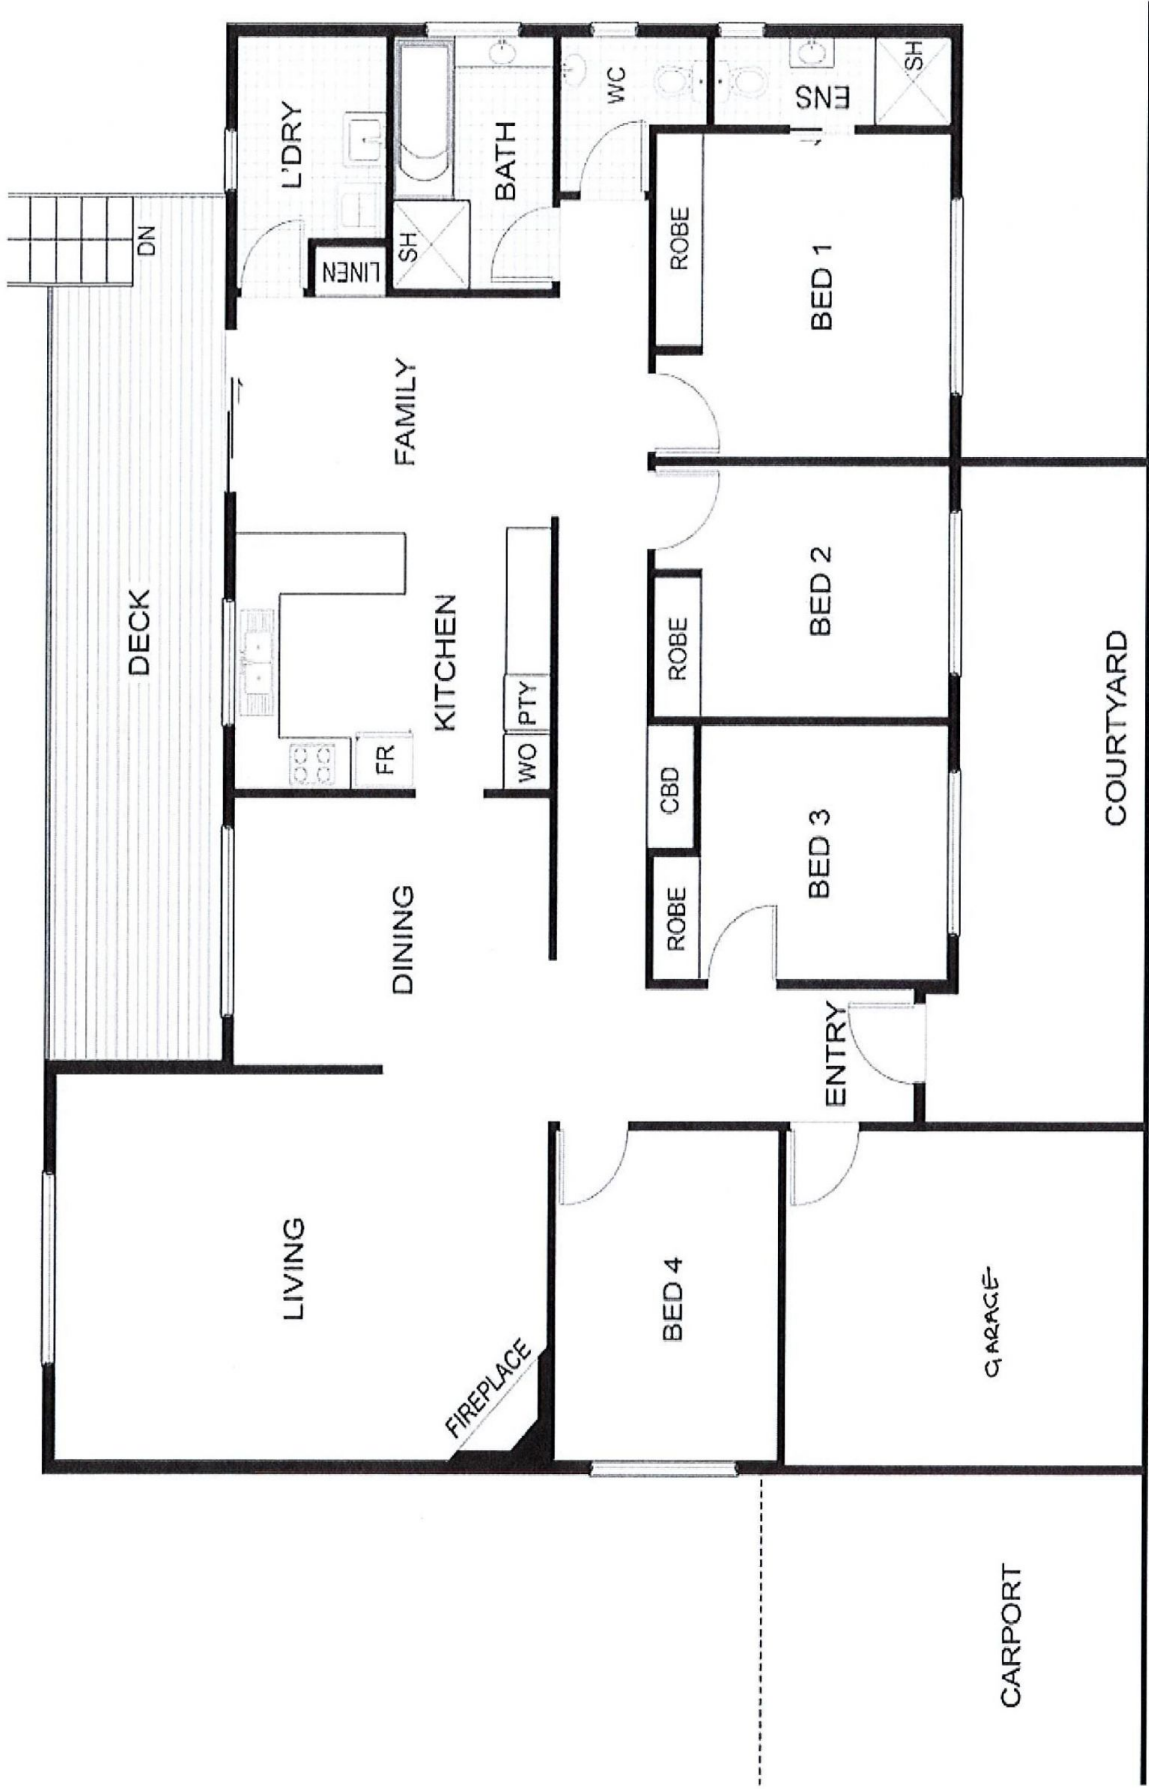 DECK
DN
L'DRY
LINEN
SH
BATH
WC
ENS
SH
FAMILY
ROBE
BED 1
KITCHEN
FR
WO
PTY
ROBE
BED 2
DINING
CBD
ROBE
BED 3
LIVING
FIREPLACE
ENTRY
COURTYARD
BED 4
GARAGE
CARPORT